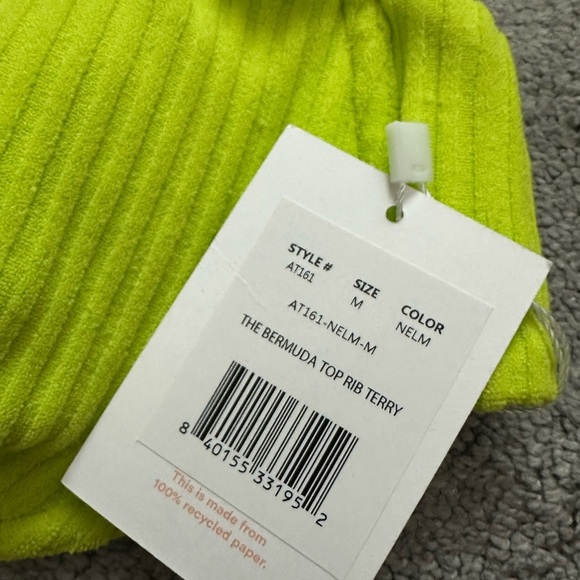 STYLE # SIZE COLOR
AT161 M NELM
AT161-NELM-M
THE BERMUDA TOP RIB TERRY
8 40155 33195 2
This is made from
100% recycled paper.